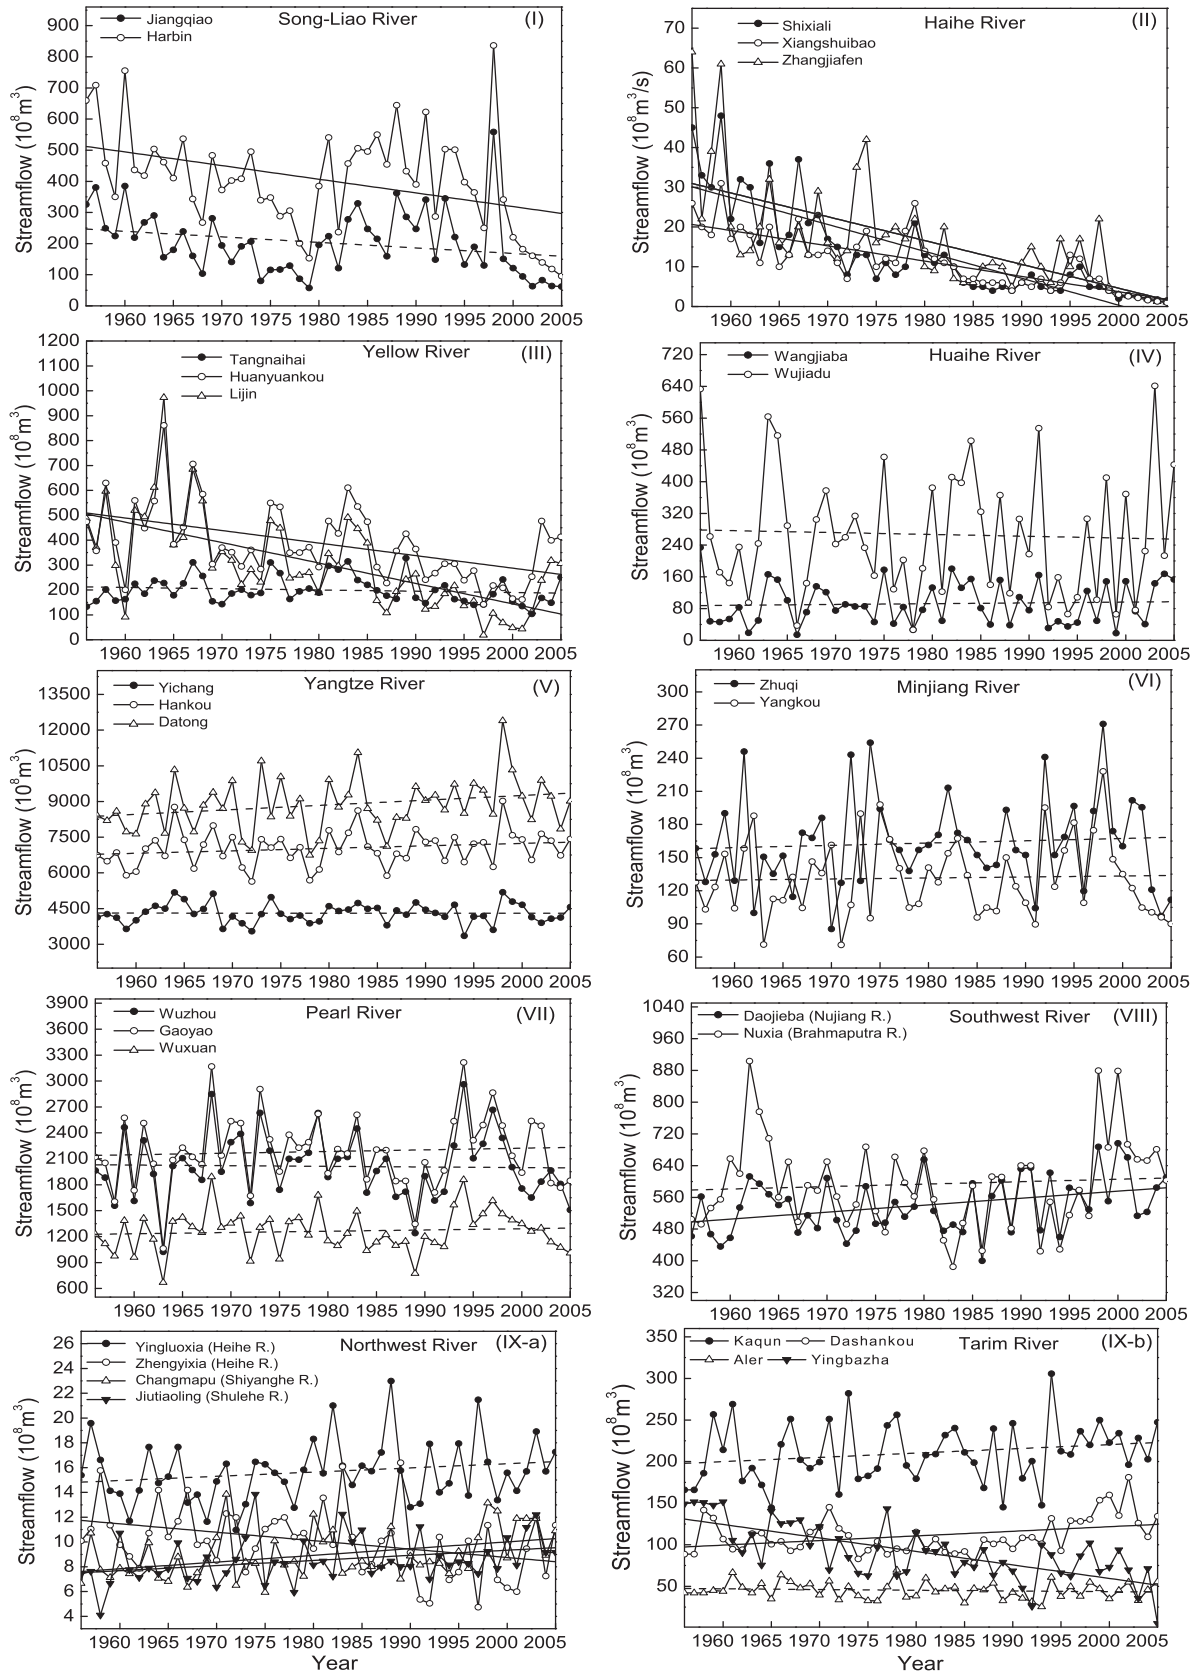 Song-Liao River
(I)
Jiangqiao
Harbin
Streamflow (10⁸m³)
900
800
700
600
500
400
300
200
100
0
1960 1965 1970 1975 1980 1985 1990 1995 2000 2005
Haihe River
(II)
Shixiali
Xiangshuibao
Zhangjiafen
Streamflow (10⁸m³/s)
70
60
50
40
30
20
10
0
1960 1965 1970 1975 1980 1985 1990 1995 2000 2005
Yellow River
(III)
Tangnaihai
Huanyuankou
Lijin
Streamflow (10⁸m³)
1200
1100
1000
900
800
700
600
500
400
300
200
100
0
1960 1965 1970 1975 1980 1985 1990 1995 2000 2005
Huaihe River
(IV)
Wangjiaba
Wujiadu
Streamflow (10⁸m³)
720
640
560
480
400
320
240
160
80
0
1960 1965 1970 1975 1980 1985 1990 1995 2000 2005
Yangtze River
(V)
Yichang
Hankou
Datong
Streamflow (10⁸m³)
13500
12000
10500
9000
7500
6000
4500
3000
1960 1965 1970 1975 1980 1985 1990 1995 2000 2005
Minjiang River
(VI)
Zhuqi
Yangkou
Streamflow (10⁸m³)
300
270
240
210
180
150
120
90
60
1960 1965 1970 1975 1980 1985 1990 1995 2000 2005
Pearl River
(VII)
Wuzhou
Gaoyao
Wuxuan
Streamflow (10⁸m³)
3900
3600
3300
3000
2700
2400
2100
1800
1500
1200
900
600
1960 1965 1970 1975 1980 1985 1990 1995 2000 2005
Southwest River
(VIII)
Daojieba (Nujiang R.)
Nuxia (Brahmaputra R.)
Streamflow (10⁸m³)
1040
960
880
800
720
640
560
480
400
320
1960 1965 1970 1975 1980 1985 1990 1995 2000 2005
Northwest River
(IX-a)
Yingluoxia (Heihe R.)
Zhengyixia (Heihe R.)
Changmapu (Shiyanghe R.)
Jiutiaoling (Shulehe R.)
Streamflow (10⁸m³)
26
24
22
20
18
16
14
12
10
8
6
4
1960 1965 1970 1975 1980 1985 1990 1995 2000 2005
Year
Tarim River
(IX-b)
Kaqun Dashankou
Aler Yingbazha
Streamflow (10⁸m³)
350
300
250
200
150
100
50
1960 1965 1970 1975 1980 1985 1990 1995 2000 2005
Year